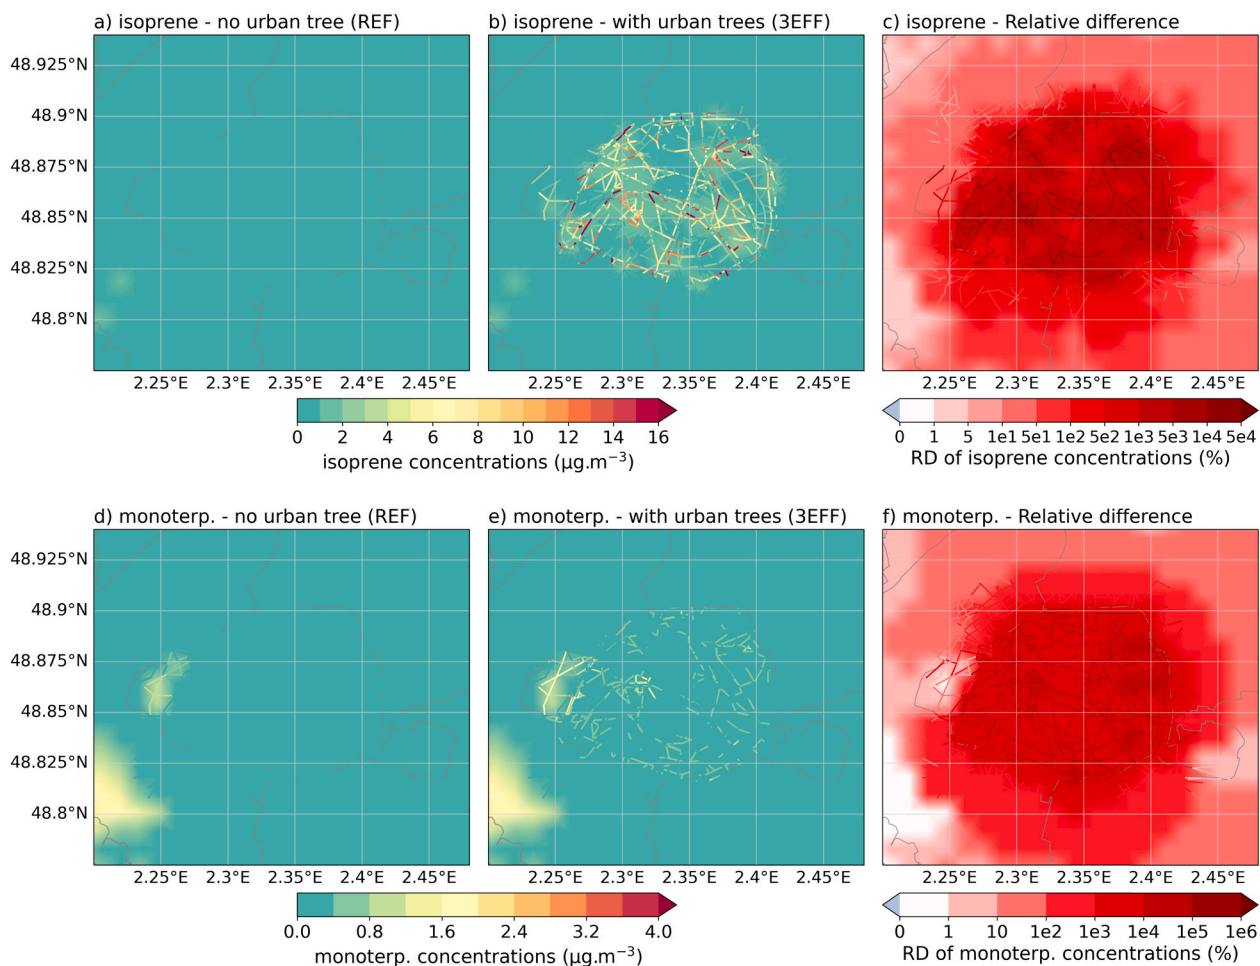 a) isoprene - no urban tree (REF)
b) isoprene - with urban trees (3EFF)
c) isoprene - Relative difference
48.925°N
48.9°N
48.875°N
48.85°N
48.825°N
48.8°N
2.25°E 2.3°E 2.35°E 2.4°E 2.45°E
2.25°E 2.3°E 2.35°E 2.4°E 2.45°E
2.25°E 2.3°E 2.35°E 2.4°E 2.45°E
0 2 4 6 8 10 12 14 16
isoprene concentrations (μg.m⁻³)
0 1 5 1e1 5e1 1e2 5e2 1e3 5e3 1e4 5e4
RD of isoprene concentrations (%)
d) monoterp. - no urban tree (REF)
e) monoterp. - with urban trees (3EFF)
f) monoterp. - Relative difference
48.925°N
48.9°N
48.875°N
48.85°N
48.825°N
48.8°N
2.25°E 2.3°E 2.35°E 2.4°E 2.45°E
2.25°E 2.3°E 2.35°E 2.4°E 2.45°E
2.25°E 2.3°E 2.35°E 2.4°E 2.45°E
0.0 0.8 1.6 2.4 3.2 4.0
monoterp. concentrations (μg.m⁻³)
0 1 10 1e2 1e3 1e4 1e5 1e6
RD of monoterp. concentrations (%)